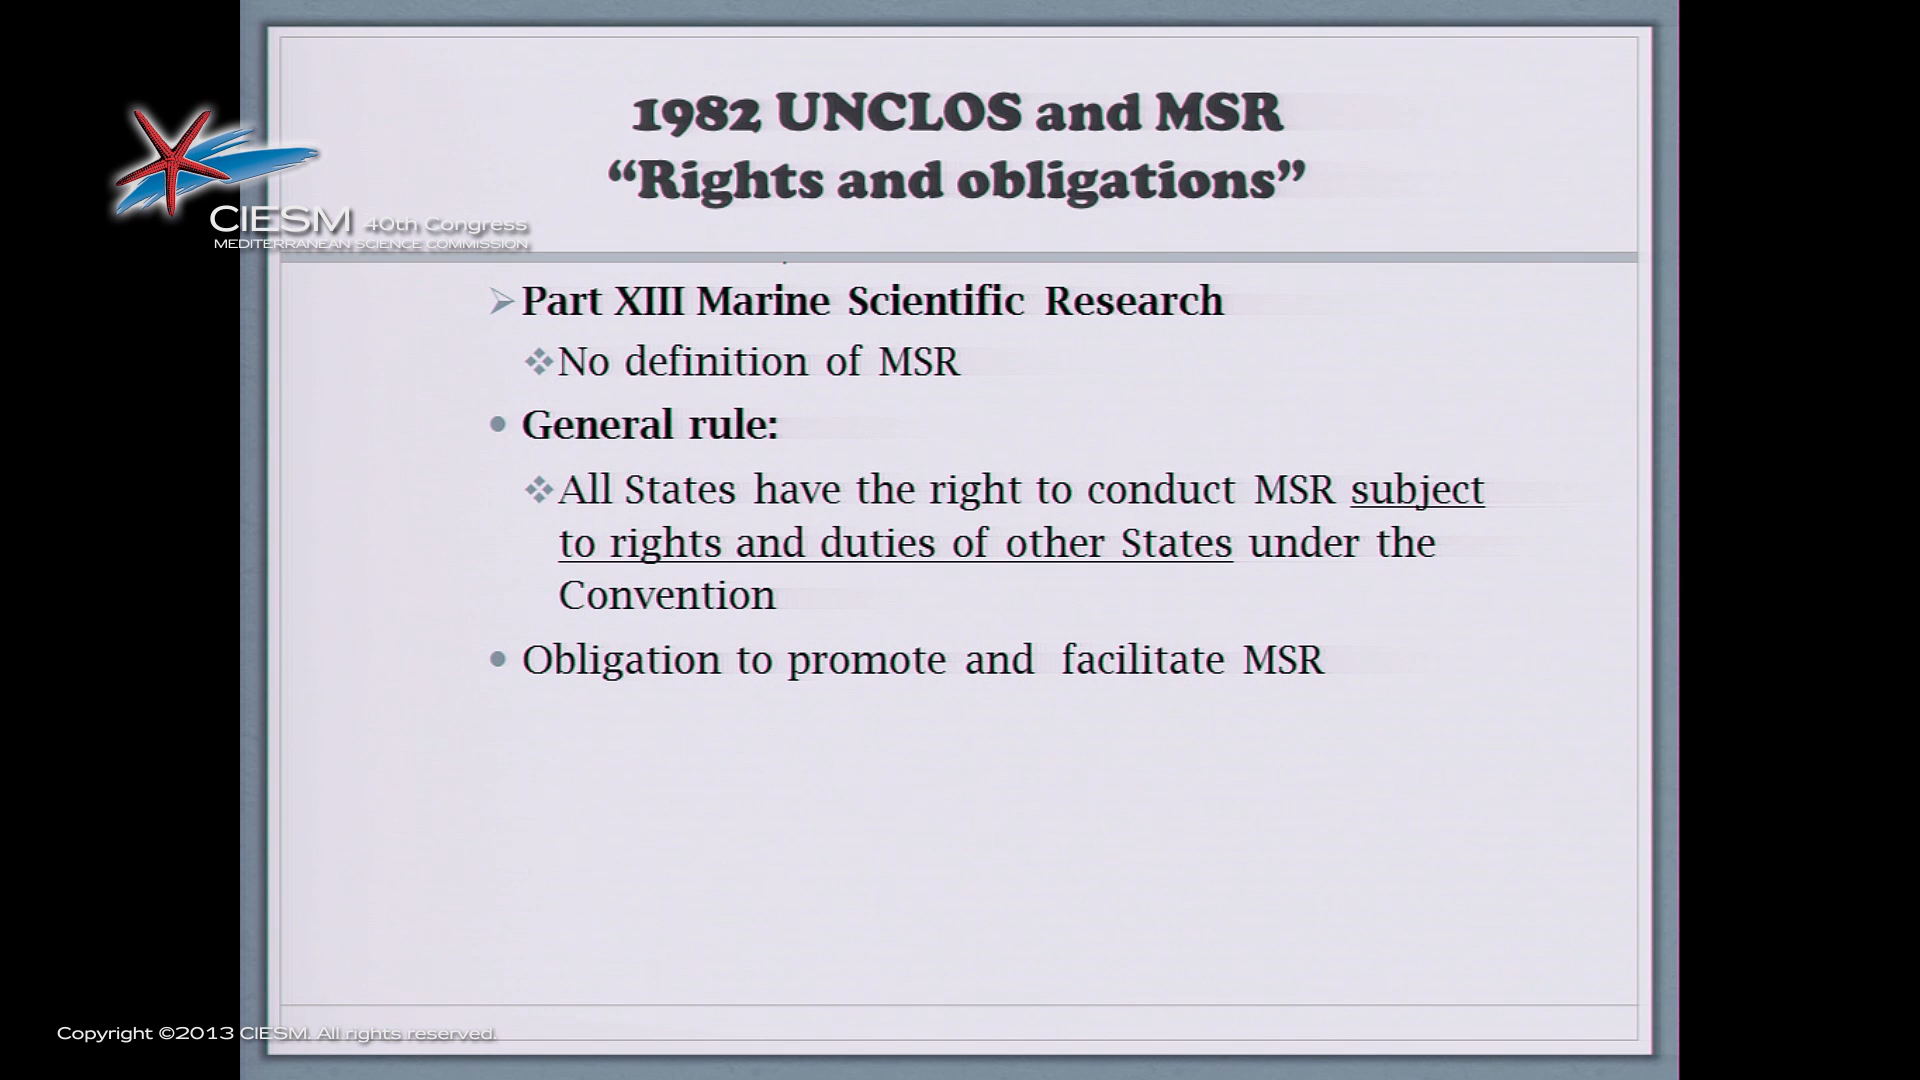 1982 UNCLOS and MSR
“Rights and obligations”
CIESM 40th Congress
MEDITERRANEAN SCIENCE COMMISSION
Part XIII Marine Scientific Research
No definition of MSR
General rule:
All States have the right to conduct MSR subject
to rights and duties of other States under the
Convention
Obligation to promote and facilitate MSR
Copyright ©2013 CIESM. All rights reserved.